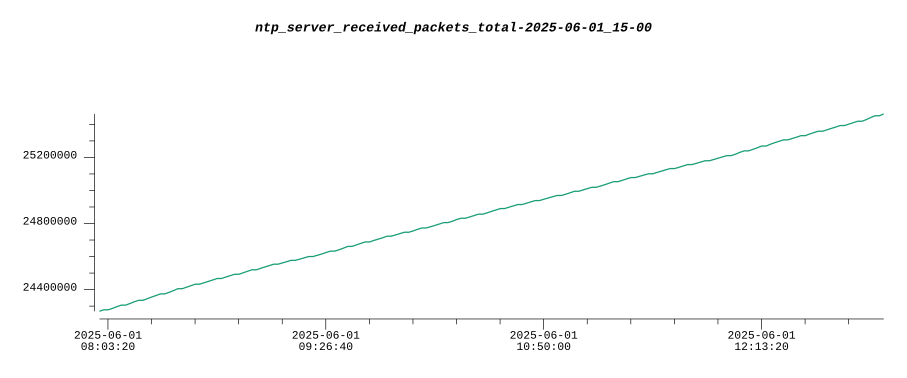 ntp_server_received_packets_total-2025-06-01_15-00
25200000
24800000
24400000
2025-06-01 2025-06-01 2025-06-01 2025-06-01
08:03:20 09:26:40 10:50:00 12:13:20